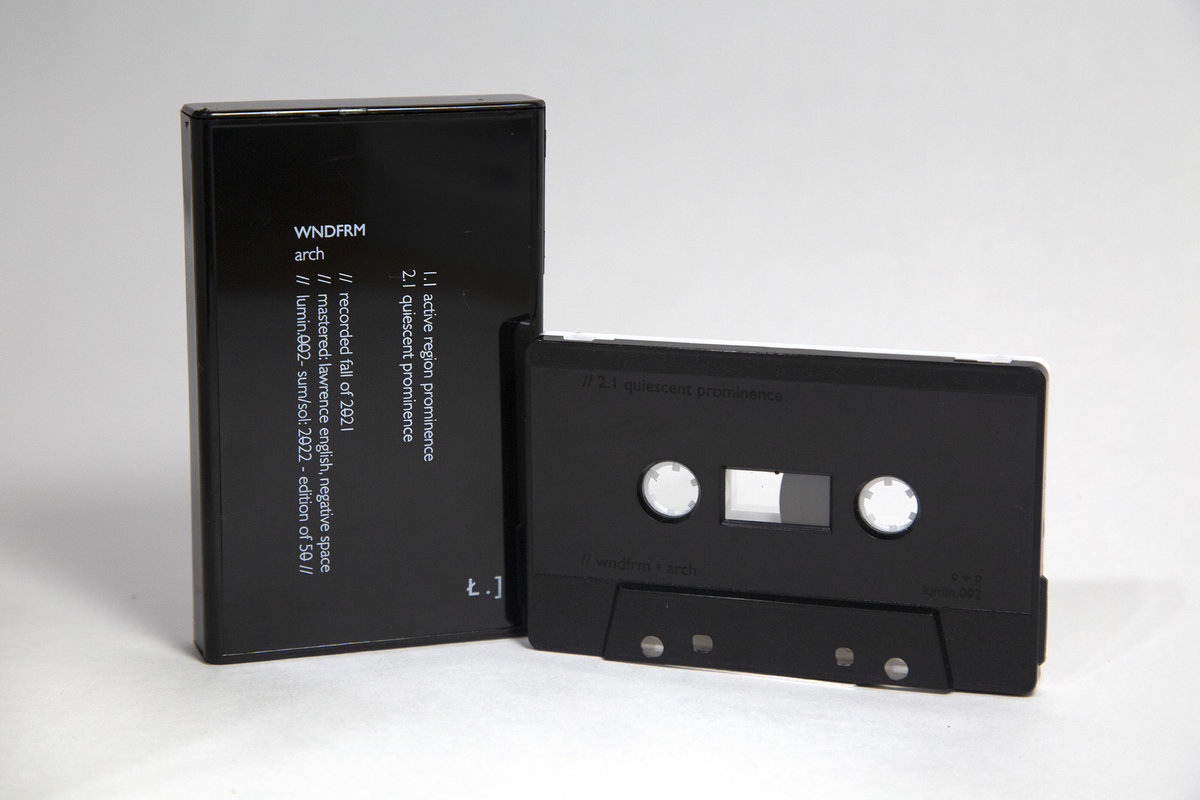 WNDFRM
arch
1.1 active region prominence
2.1 quiescent prominence
// recorded fall of 2021
// mastered: lawrence english, negative space
// lumin.002- sum/sol: 2022 - edition of 50 //
Ł.]
// 2.1 quiescent prominence
// wndfrm • arch
c + p
lumin.002